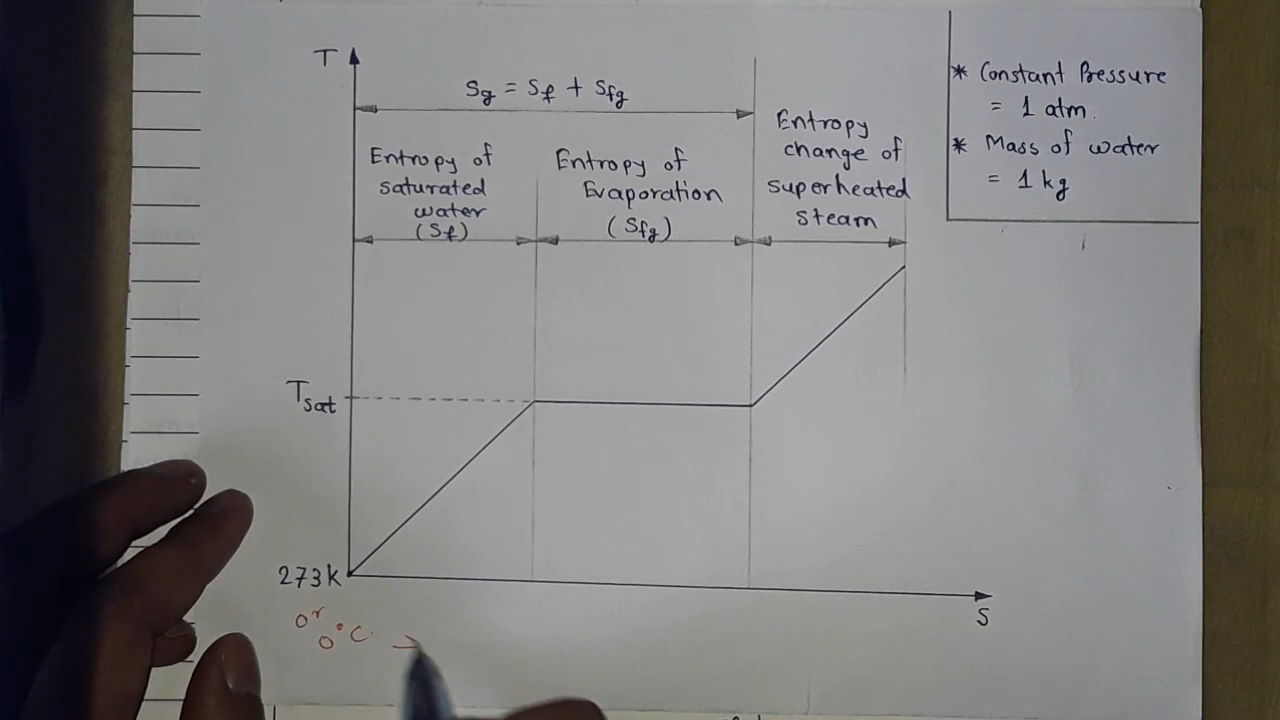 T
Sg = Sf + Sfg
Entropy of
saturated
water
(Sf)
Entropy of
Evaporation
(Sfg)
Entropy
change of
superheated
steam
* Constant Pressure
= 1 atm.
* Mass of water
= 1 kg
Tsat
273K
or
0°C
S